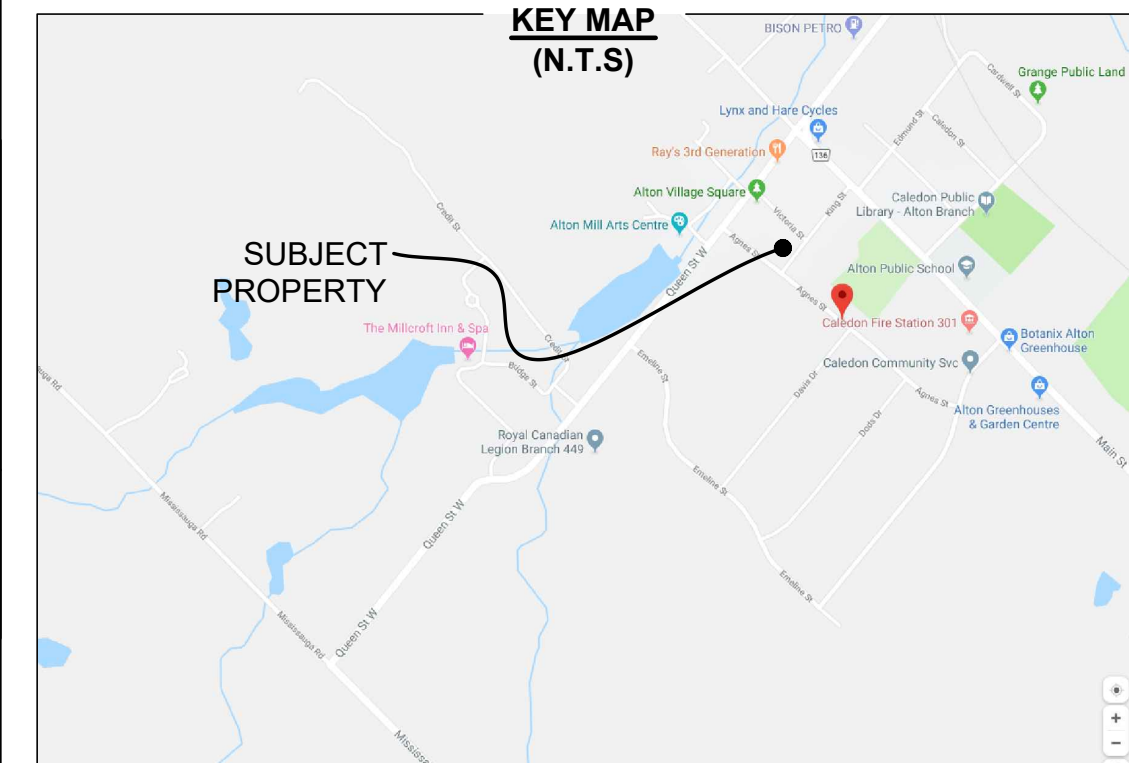 KEY MAP
(N.T.S)
BISON PETRO
Cardwell St
Grange Public Land
Lynx and Hare Cycles
Edmund St
Caledon St
136
Ray's 3rd Generation
Alton Village Square
Caledon Public
Library - Alton Branch
King St
Victoria St
Credit St
Alton Mill Arts Centre
Agnes St
SUBJECT
PROPERTY
Queen St W
Alton Public School
Agnes St
Caledon Fire Station 301
The Millcroft Inn & Spa
Credit St
Botanix Alton
Greenhouse
Emeline St
Caledon Community Svc
Davis Dr
Agnes St
Dods Dr
Alton Greenhouses
& Garden Centre
Royal Canadian
Legion Branch 449
Main St
Emeline St
Mississauga Rd
Queen St W
Emeline St
Mississauga Rd
Queen St W
+
−